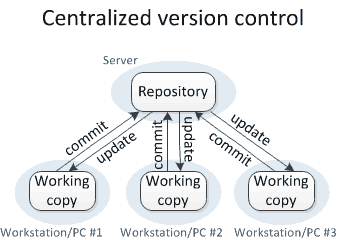 Centralized version control
Server
Repository
commit
update
commit
update
update
commit
Working
copy
Working
copy
Working
copy
Workstation/PC #1
Workstation/PC #2
Workstation/PC #3